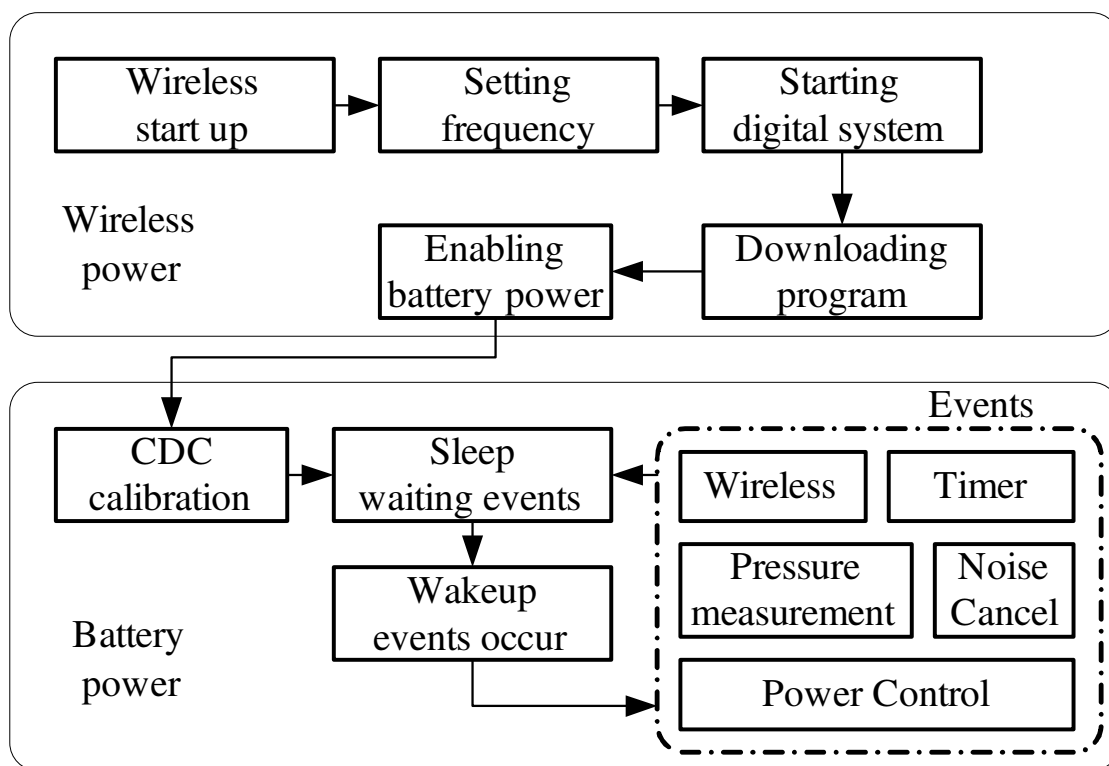 Wireless
start up
Setting
frequency
Starting
digital system
Wireless
power
Enabling
battery power
Downloading
program
Events
CDC
calibration
Sleep
waiting events
Wireless
Timer
Wakeup
events occur
Pressure
measurement
Noise
Cancel
Battery
power
Power Control